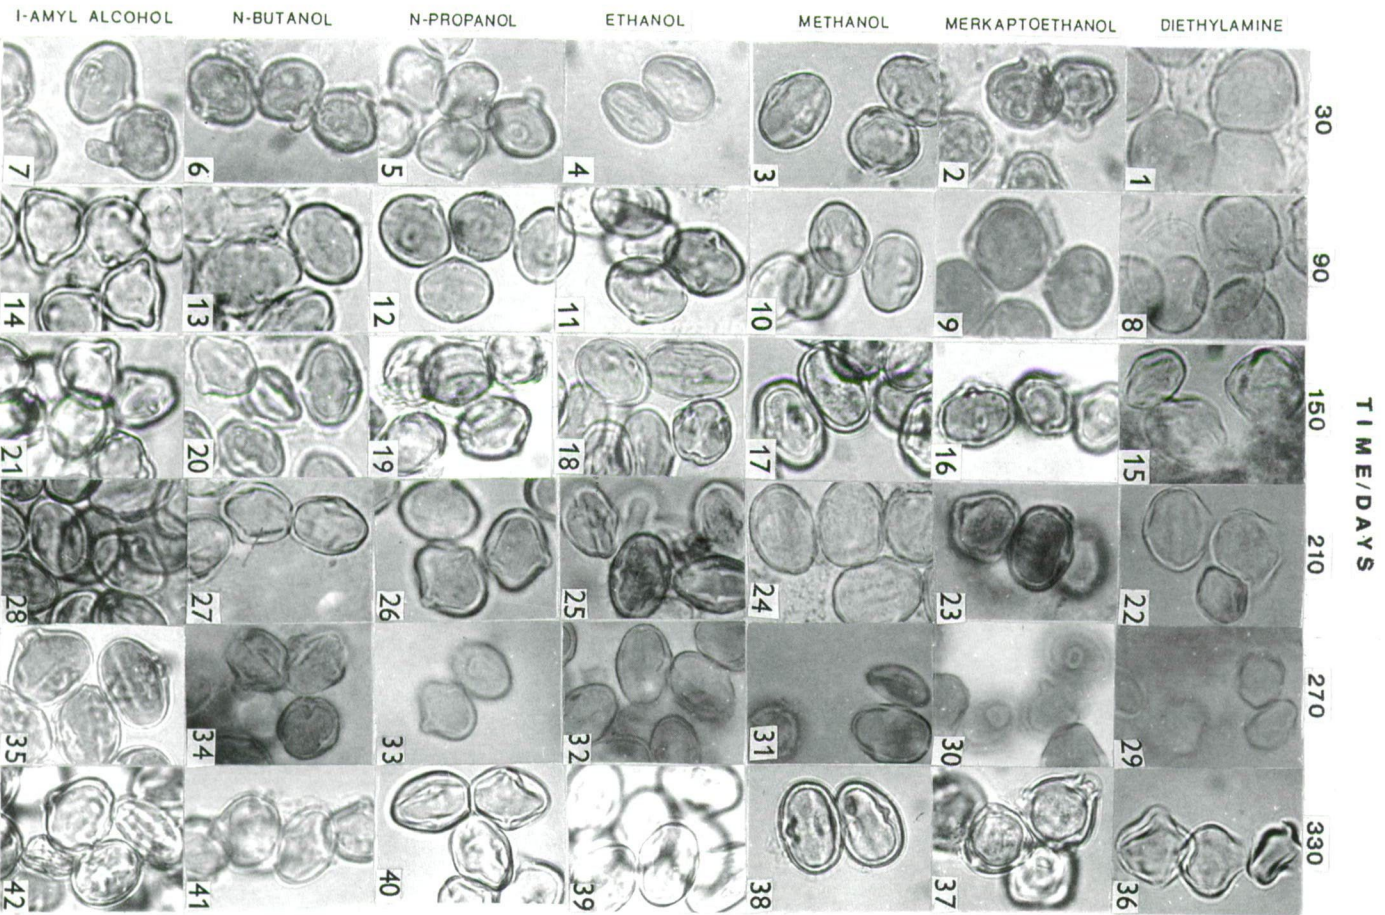 I-AMYL ALCOHOL N-BUTANOL N-PROPANOL ETHANOL METHANOL MERKAPTOETHANOL DIETHYLAMINE
7 6 5 4 3 2 1 30
14 13 12 11 10 9 8 90
21 20 19 18 17 16 15 150
28 27 26 25 24 23 22 210
35 34 33 32 31 30 29 270
42 41 40 39 38 37 36 330
TIME/DAYS